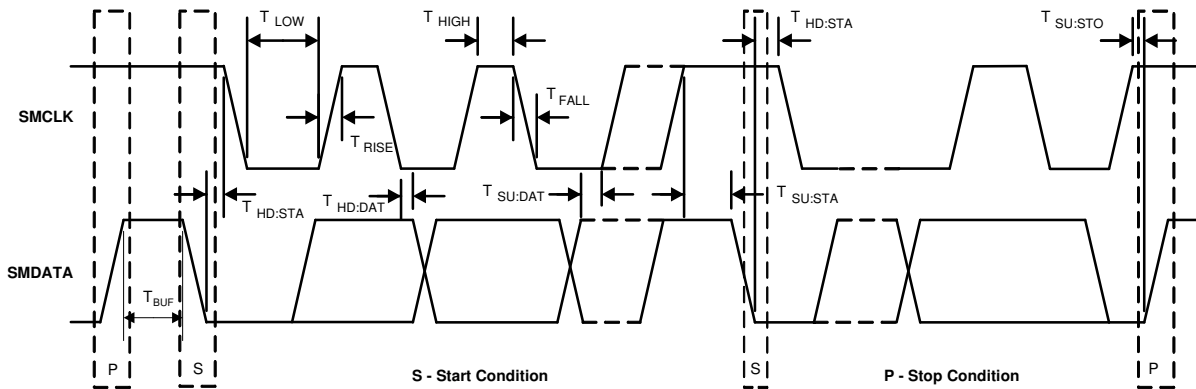 T LOW
T HIGH
T HD:STA
T SU:STO
SMCLK
T FALL
T RISE
T HD:STA
T HD:DAT
T SU:DAT
T SU:STA
SMDATA
T BUF
P
S
S - Start Condition
S
P - Stop Condition
P